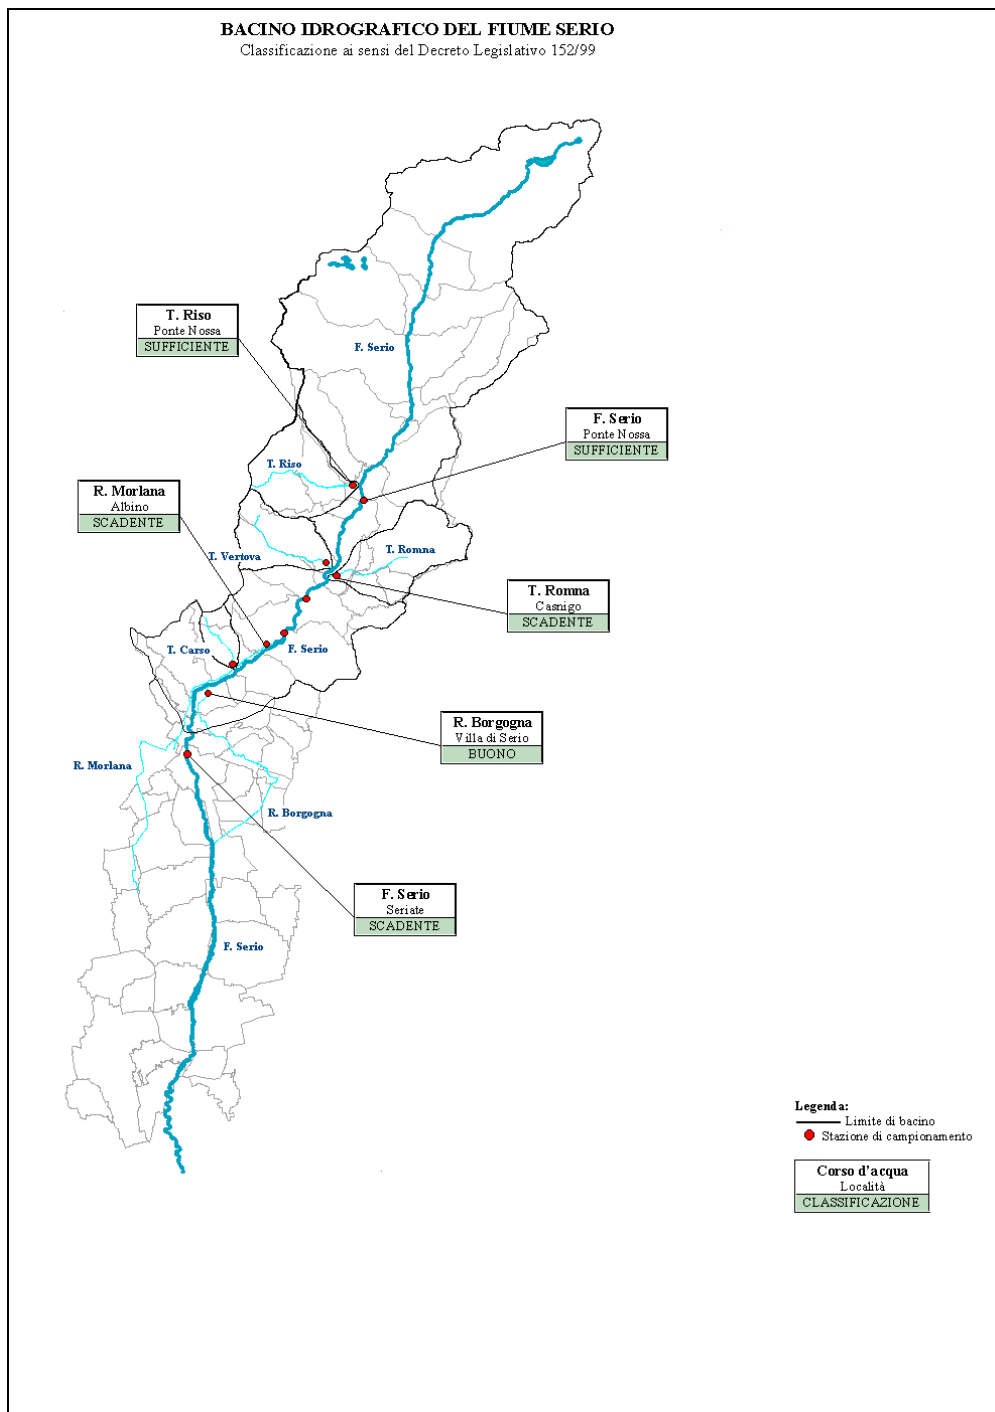 BACINO IDROGRAFICO DEL FIUME SERIO
Classificazione ai sensi del Decreto Legislativo 152/99
T. Riso
Ponte Nossa
SUFFICIENTE
F. Serio
F. Serio
Ponte Nossa
SUFFICIENTE
T. Riso
R. Morlana
Albino
SCADENTE
T. Vertova
T. Romna
T. Romna
Casnigo
SCADENTE
T. Carso
F. Serio
R. Borgogna
Villa di Serio
BUONO
R. Morlana
R. Borgogna
F. Serio
Seriate
SCADENTE
F. Serio
Legenda:
Limite di bacino
Stazione di campionamento
Corso d'acqua
Località
CLASSIFICAZIONE